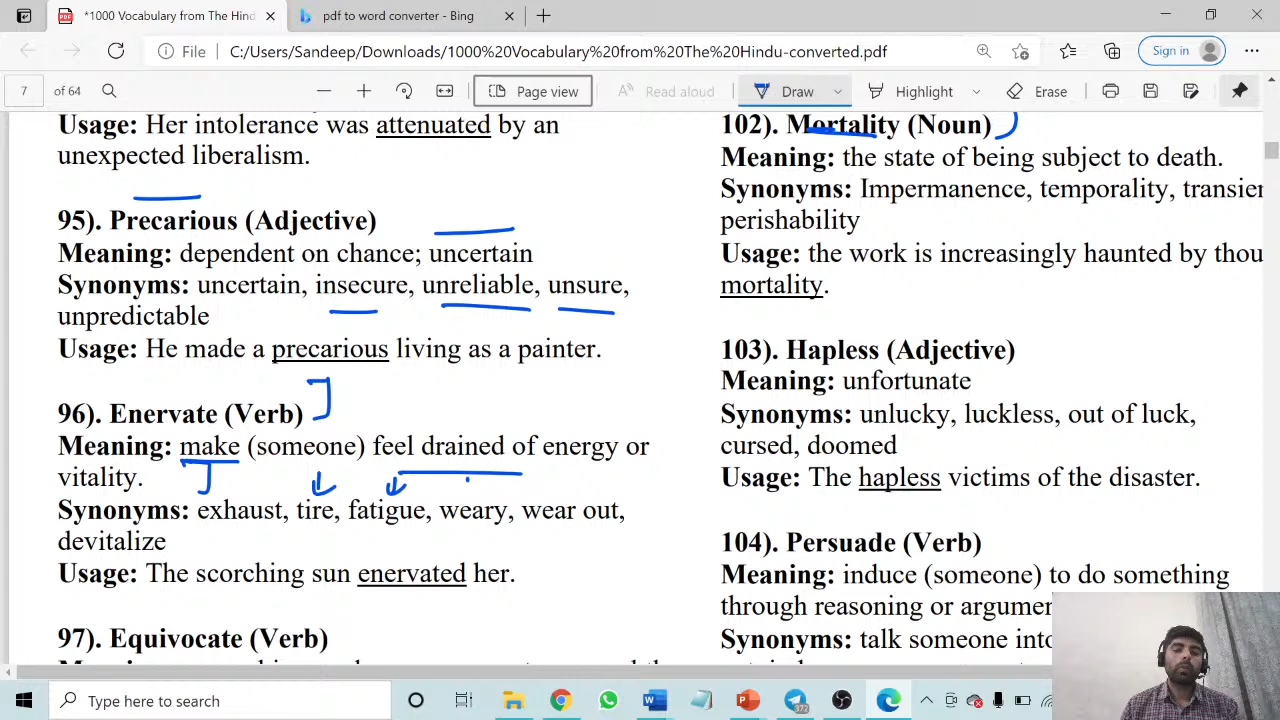 *1000 Vocabulary from The Hind
pdf to word converter - Bing
File
C:/Users/Sandeep/Downloads/1000%20Vocabulary%20from%20The%20Hindu-converted.pdf
Sign in
7 of 64
Page view
Read aloud
Draw
Highlight
Erase
Usage: Her intolerance was attenuated by an
unexpected liberalism.
95). Precarious (Adjective)
Meaning: dependent on chance; uncertain
Synonyms: uncertain, insecure, unreliable, unsure,
unpredictable
Usage: He made a precarious living as a painter.
96). Enervate (Verb)
Meaning: make (someone) feel drained of energy or
vitality.
Synonyms: exhaust, tire, fatigue, weary, wear out,
devitalize
Usage: The scorching sun enervated her.
97). Equivocate (Verb)
102). Mortality (Noun)
Meaning: the state of being subject to death.
Synonyms: Impermanence, temporality, transien
perishability
Usage: the work is increasingly haunted by thou
mortality.
103). Hapless (Adjective)
Meaning: unfortunate
Synonyms: unlucky, luckless, out of luck,
cursed, doomed
Usage: The hapless victims of the disaster.
104). Persuade (Verb)
Meaning: induce (someone) to do something
through reasoning or argumen
Synonyms: talk someone into
Type here to search
372